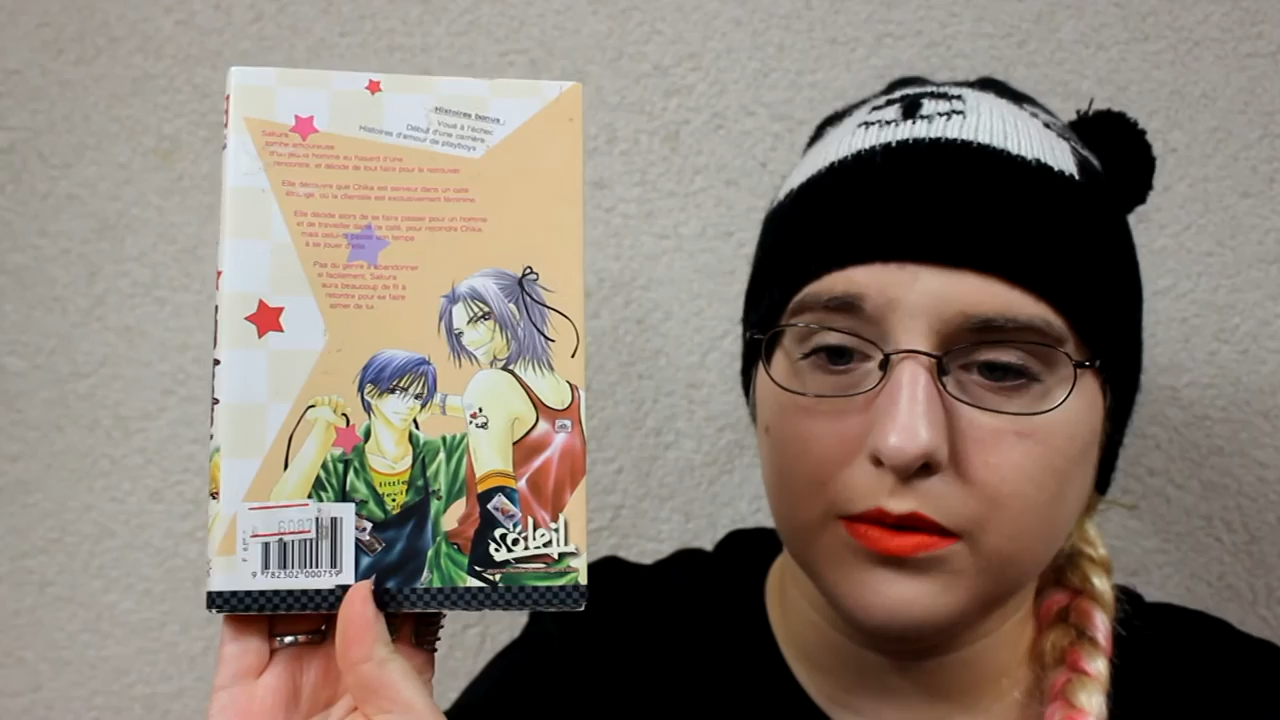 Histoires bonus :
Voué à l'échec
Début d'une carrière
Histoires d'amour de playboys
Sakura
tombe amoureuse
d'un jeune homme au hasard d'une
rencontre, et décide de tout faire pour le retrouver.
Elle découvre que Chika est serveur dans un café
étrange, où la clientèle est exclusivement féminine.
Elle décide alors de se faire passer pour un homme
et de travailler dans ce café, pour rejoindre Chika,
mais celui-ci passe son temps
à se jouer d'elle.
Pas du genre à abandonner
si facilement, Sakura
aura beaucoup de fil à
retordre pour se faire
aimer de lui.
little
devil
6087
9 782302 000759
soleil